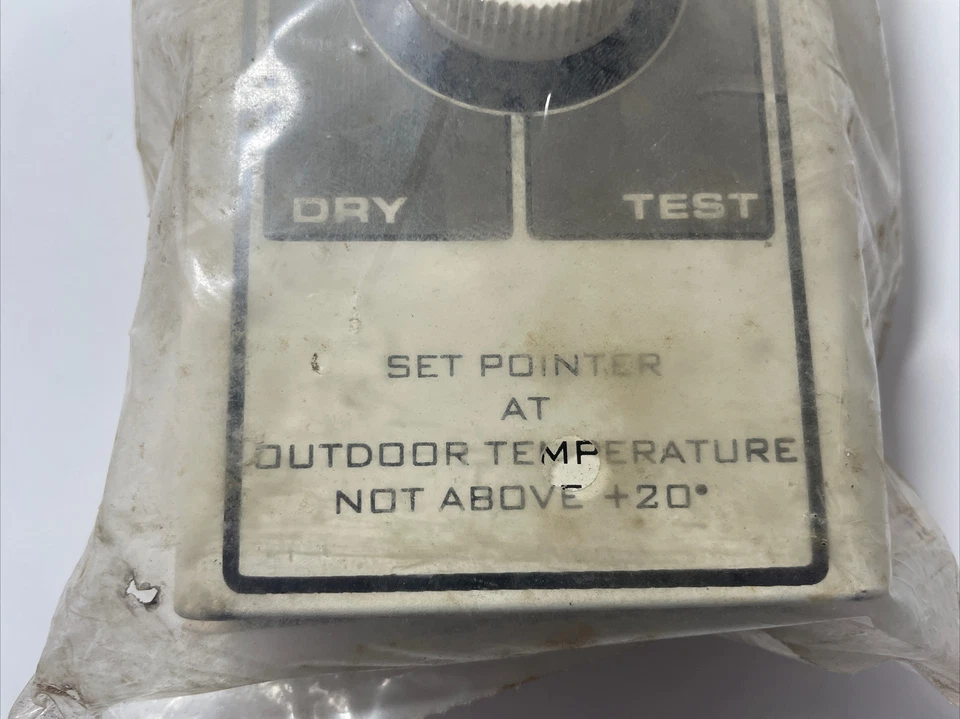 DRY TEST
SET POINTER
AT
OUTDOOR TEMPERATURE
NOT ABOVE +20°